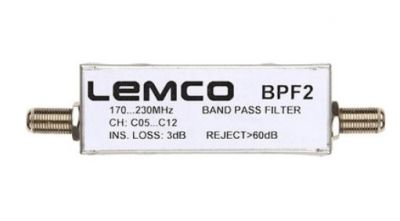 LEMCO BPF2
170...230MHz BAND PASS FILTER
CH: C05...C12
INS. LOSS: 3dB REJECT>60dB